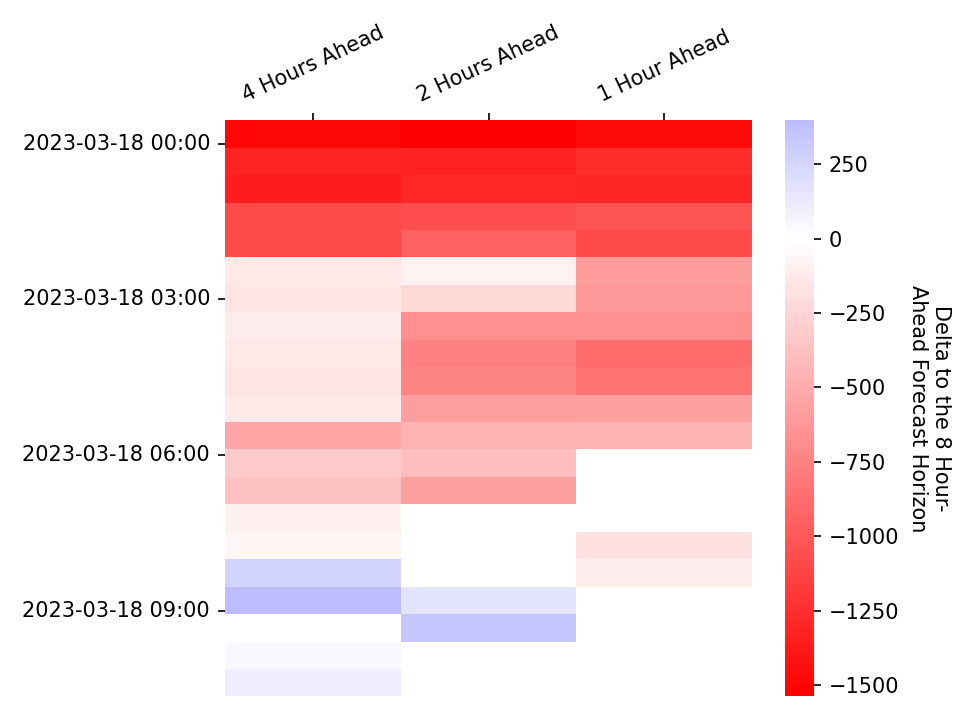 4 Hours Ahead
2 Hours Ahead
1 Hour Ahead
2023-03-18 00:00
2023-03-18 03:00
2023-03-18 06:00
2023-03-18 09:00
250
0
−250
−500
−750
−1000
−1250
−1500
Delta to the 8 Hour-
Ahead Forecast Horizon